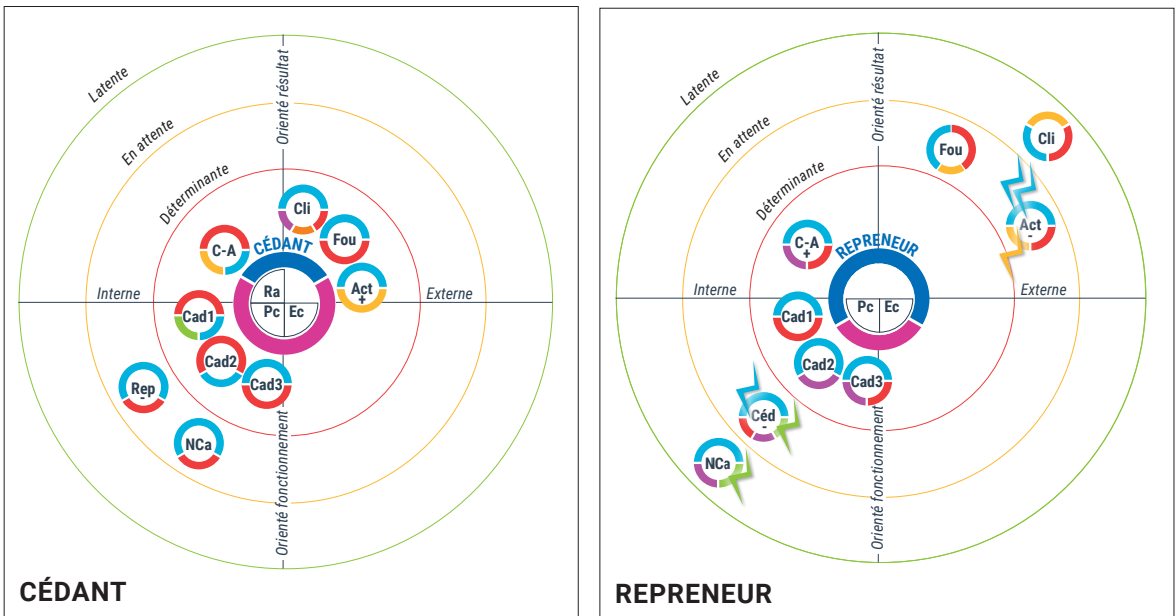 Latente
En attente
Déterminante
Orienté résultat
Cli
Fou
C-A
CÉDANT
Act
+
Interne
Externe
Ra
Pc
Ec
Cad1
Cad2
Cad3
Rep
-
NCa
Orienté fonctionnement
CÉDANT
Latente
En attente
Déterminante
Orienté résultat
Cli
Fou
Act
-
C-A
+
REPRENEUR
Interne
Externe
Pc
Ec
Cad1
Cad2
Cad3
Céd
-
NCa
Orienté fonctionnement
REPRENEUR